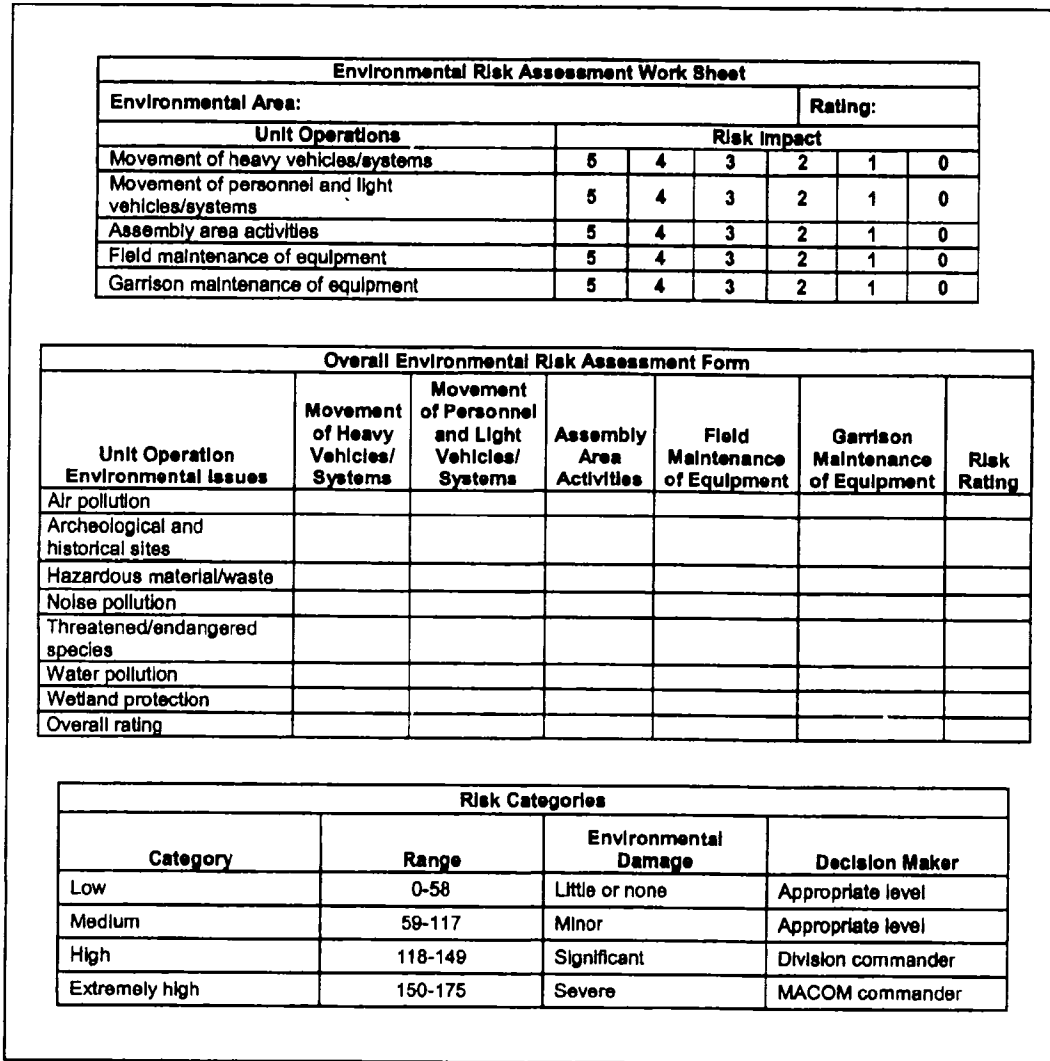 Environmental Risk Assessment Work Sheet
Environmental Area: Rating:
Unit Operations Risk Impact
Movement of heavy vehicles/systems 5 4 3 2 1 0
Movement of personnel and light
vehicles/systems 5 4 3 2 1 0
Assembly area activities 5 4 3 2 1 0
Field maintenance of equipment 5 4 3 2 1 0
Garrison maintenance of equipment 5 4 3 2 1 0
Overall Environmental Risk Assessment Form
Unit Operation
Environmental Issues
Movement
of Heavy
Vehicles/
Systems
Movement
of Personnel
and Light
Vehicles/
Systems
Assembly
Area
Activities
Field
Maintenance
of Equipment
Garrison
Maintenance
of Equipment
Risk
Rating
Air pollution
Archeological and
historical sites
Hazardous material/waste
Noise pollution
Threatened/endangered
species
Water pollution
Wetland protection
Overall rating
Risk Categories
Category Range Environmental
Damage Decision Maker
Low 0-58 Little or none Appropriate level
Medium 59-117 Minor Appropriate level
High 118-149 Significant Division commander
Extremely high 150-175 Severe MACOM commander